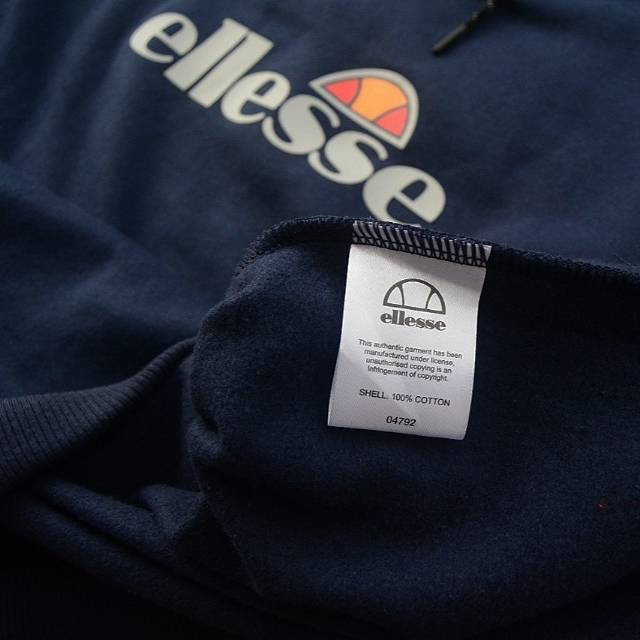 ellesse
ellesse
This authentic garment has been
manufactured under license.
unauthorised copying is an
infringement of copyright.
SHELL: 100% COTTON
04792